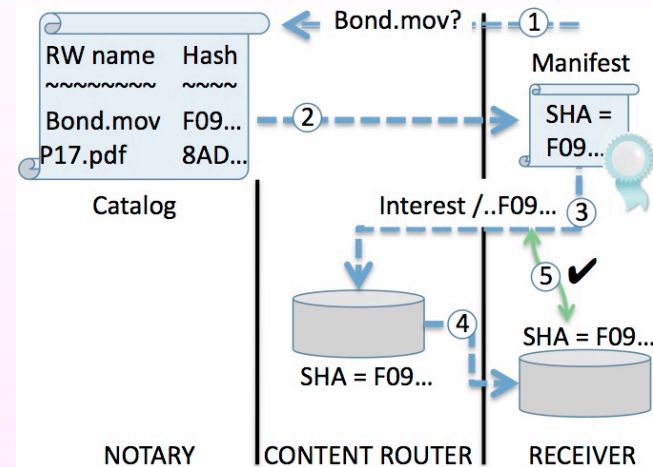 Bond.mov?
1
RW name Hash
~~~~~~~~ ~~~~
Bond.mov F09...
P17.pdf 8AD...
Catalog
2
Manifest
SHA =
F09...
3
Interest /..F09...
5 ✔
4
SHA = F09...
SHA = F09...
NOTARY
CONTENT ROUTER
RECEIVER